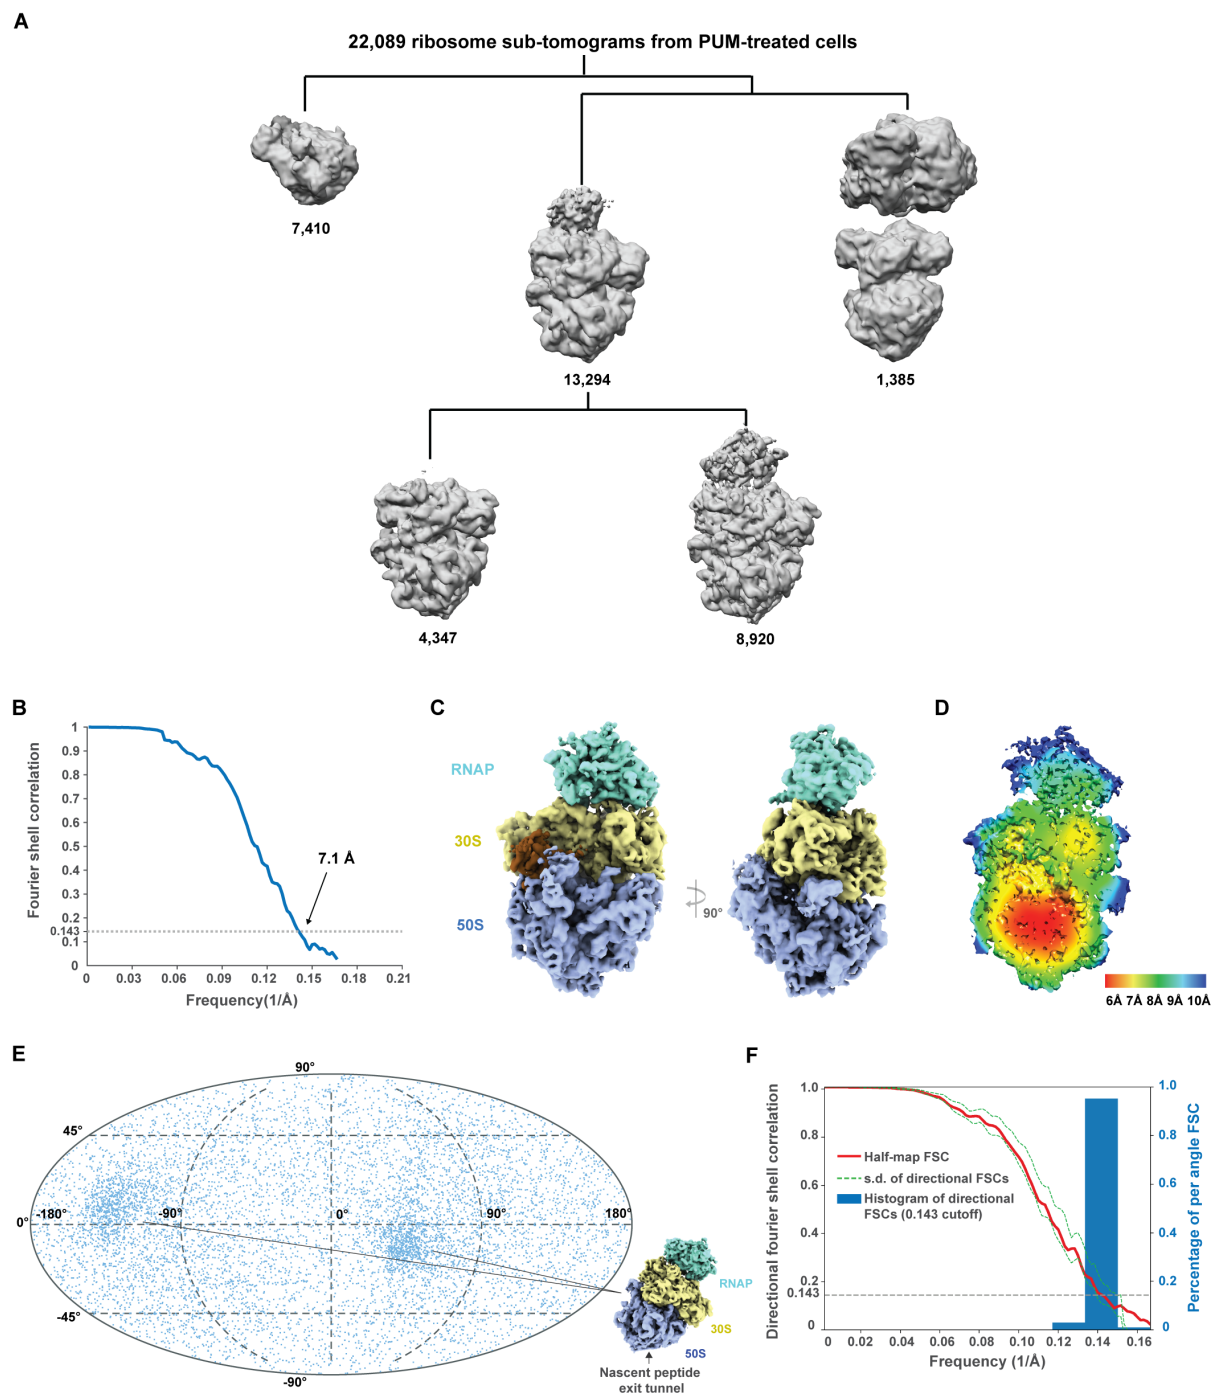 A
22,089 ribosome sub-tomograms from PUM-treated cells
7,410
13,294
1,385
4,347
8,920
B
Fourier shell correlation
1
0.9
0.8
0.7
0.6
0.5
0.4
0.3
0.2
0.143
0.1
0
7.1 Å
0
0.03
0.06
0.09
0.12
0.15
0.18
0.21
Frequency(1/Å)
C
RNAP
30S
50S
90°
D
6Å 7Å 8Å 9Å 10Å
E
90°
45°
0°
-180°
-90°
0°
90°
180°
-45°
-90°
RNAP
30S
50S
Nascent peptide
exit tunnel
F
Directional fourier shell correlation
1.0
0.8
0.6
0.4
0.2
0.143
0
Half-map FSC
s.d. of directional FSCs
Histogram of directional
FSCs (0.143 cutoff)
0
0.02
0.04
0.06
0.08
0.10
0.12
0.14
0.16
Frequency (1/Å)
1.0
0.8
0.6
0.4
0.2
0
Percentage of per angle FSC